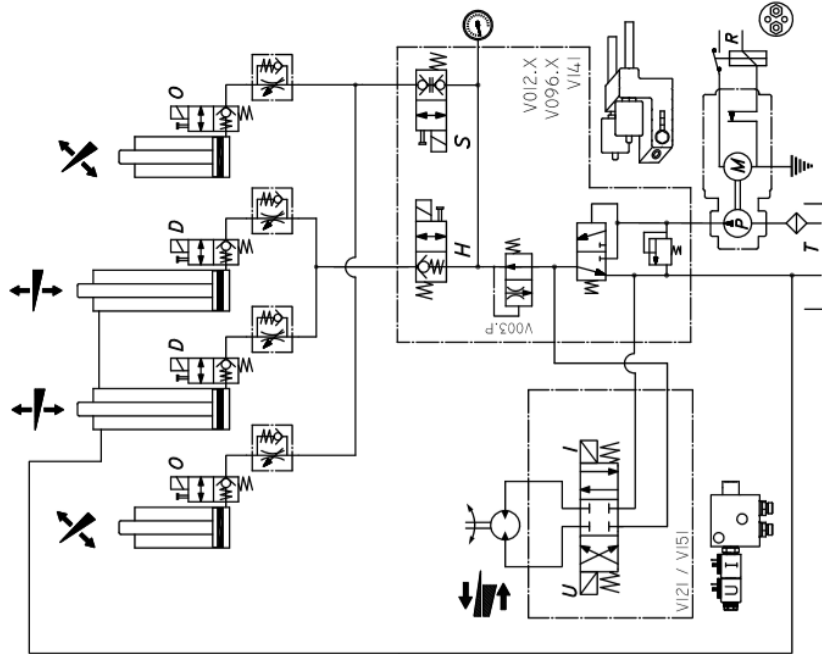 O
D
D
O
S
H
V012.X
V096.X
V141
V003.P
R
M
P
T
U
I
V121 / V151
U I